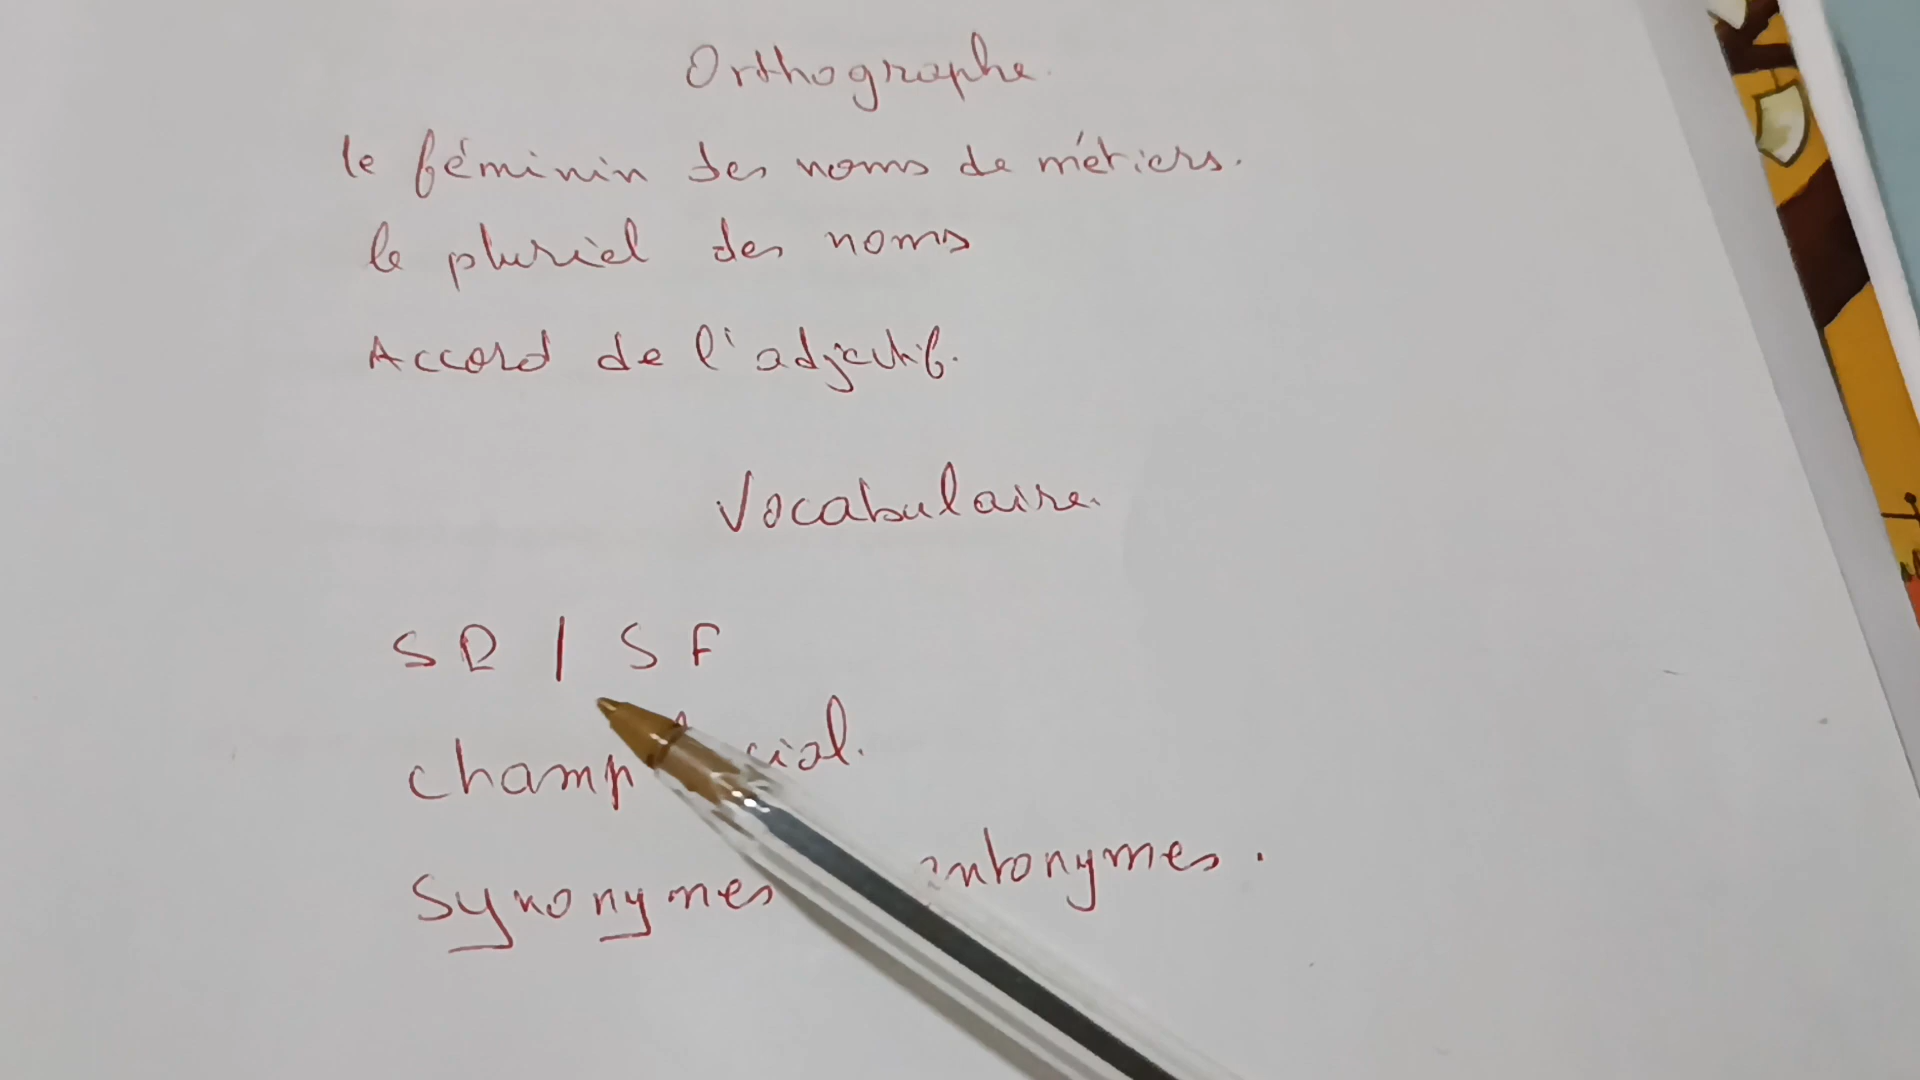 Orthographe.
le féminin des noms de métiers.
le pluriel des noms
Accord de l'adjectif.
Vocabulaire.
SP / SF
champ
Synonymes antonymes.